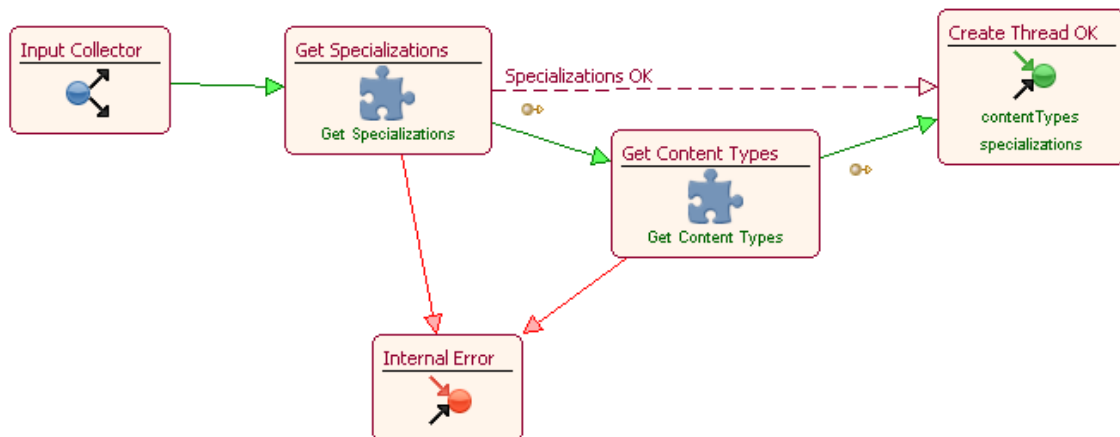 Input Collector
Get Specializations
Get Specializations
Specializations OK
Create Thread OK
contentTypes
specializations
Get Content Types
Get Content Types
Internal Error